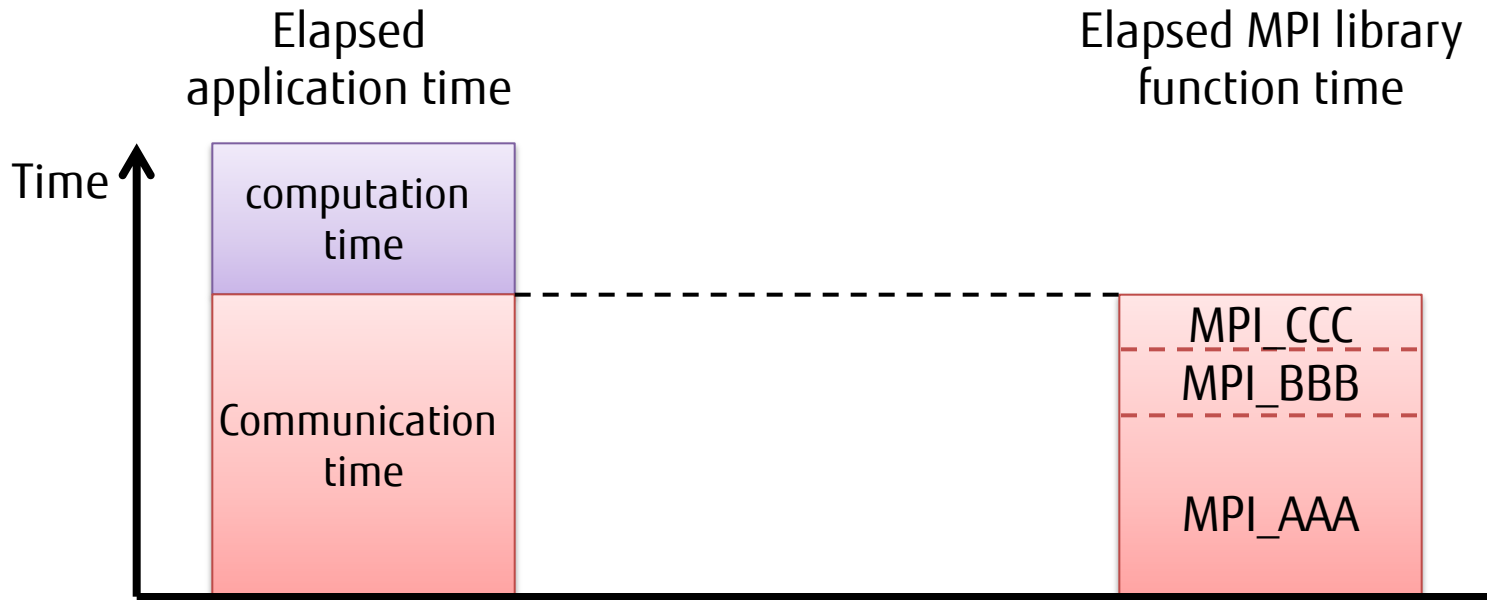 Elapsed
application time
Elapsed MPI library
function time
Time
computation
time
MPI_CCC
MPI_BBB
Communication
time
MPI_AAA